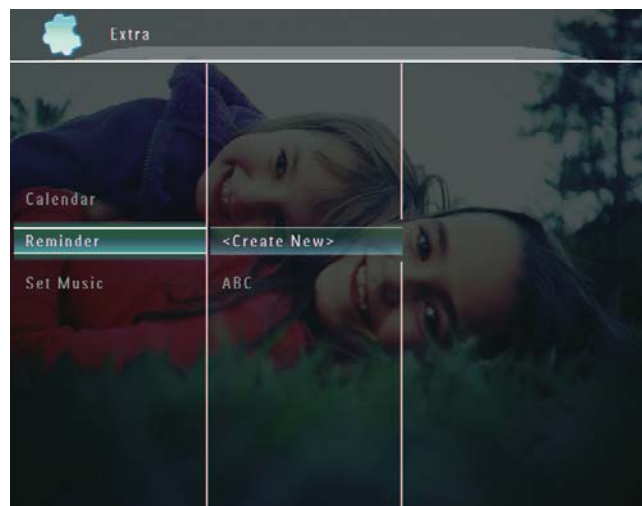 Extra
Calendar
Reminder
<Create New>
Set Music
ABC